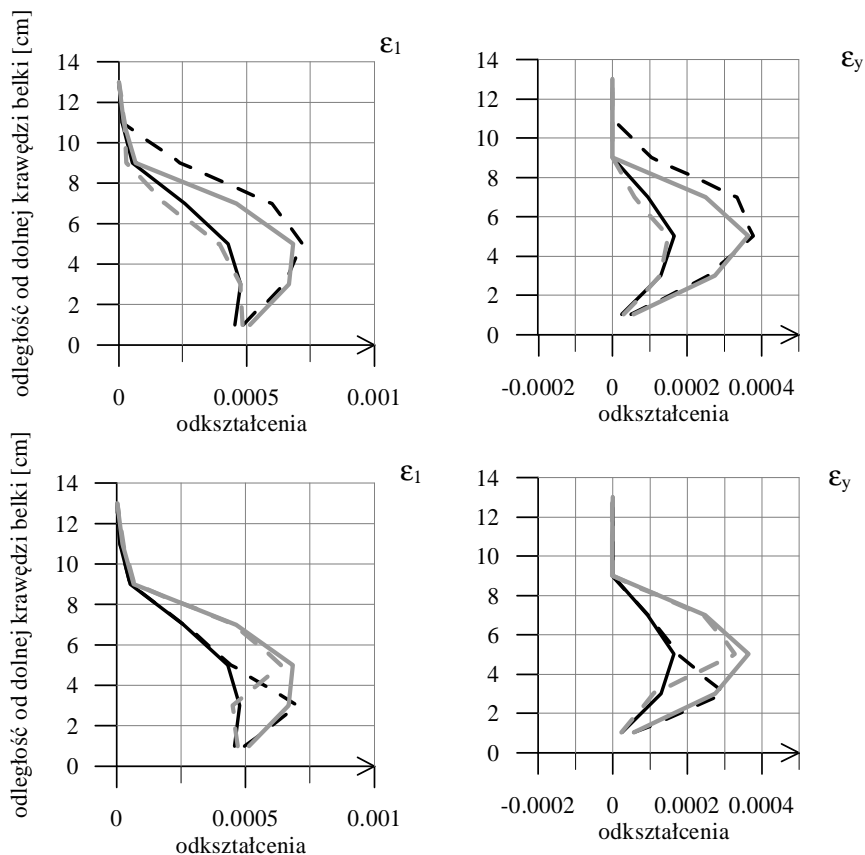 odległość od dolnej krawędzi belki [cm]
ε1
14
12
10
8
6
4
2
0
0 0.0005 0.001
odkształcenia
εy
14
12
10
8
6
4
2
0
-0.0002 0 0.0002 0.0004
odkształcenia
odległość od dolnej krawędzi belki [cm]
ε1
14
12
10
8
6
4
2
0
0 0.0005 0.001
odkształcenia
εy
14
12
10
8
6
4
2
0
-0.0002 0 0.0002 0.0004
odkształcenia